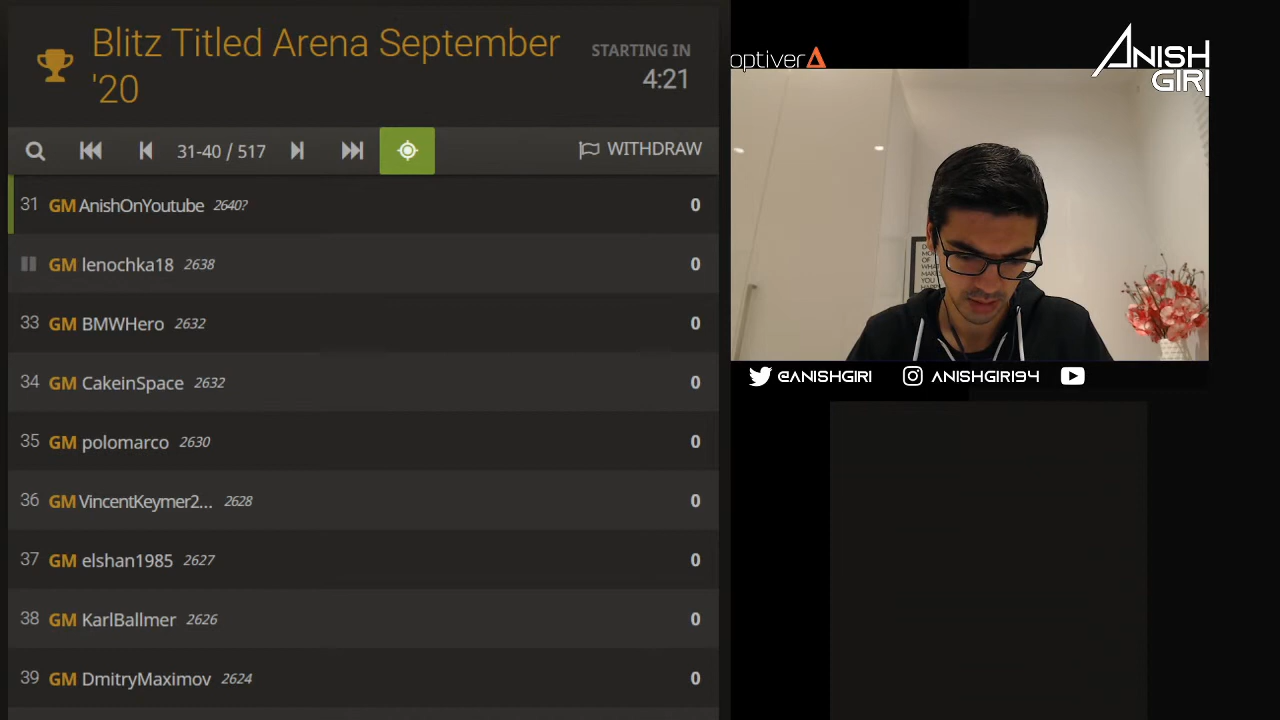 Blitz Titled Arena September '20
STARTING IN
4:21
31-40 / 517
WITHDRAW
31 GM AnishOnYoutube 2640? 0
GM lenochka18 2638 0
33 GM BMWHero 2632 0
34 GM CakeinSpace 2632 0
35 GM polomarco 2630 0
36 GM VincentKeymer2... 2628 0
37 GM elshan1985 2627 0
38 GM KarlBallmer 2626 0
39 GM DmitryMaximov 2624 0
optiver
ANISH
GIRI
@ANISHGIRI
ANISHGIRI94